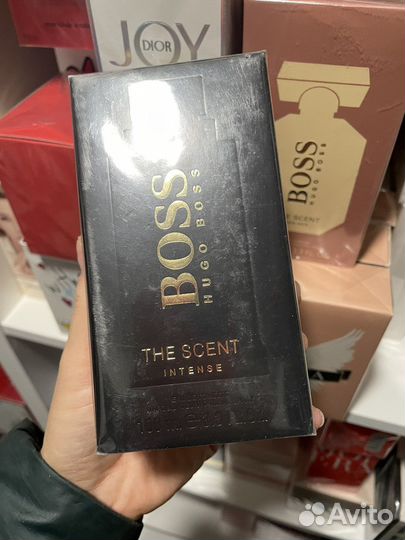 JOY
DIOR
BOSS
HUGO BOSS
THE SCENT
INTENSE
BOSS
HUGO BOSS
THE SCENT
Avito